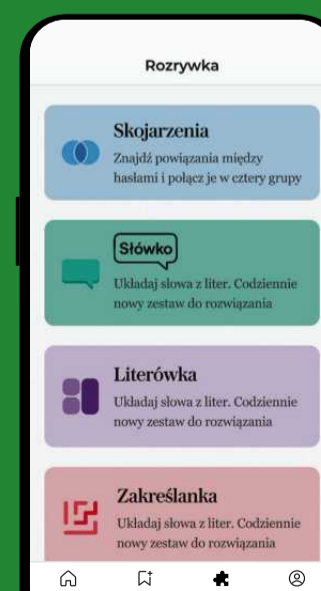 Rozrywka
Skojarzenia
Znajdź powiązania między
hasłami i połącz je w cztery grupy
Słówko
Układaj słowa z liter. Codziennie
nowy zestaw do rozwiązania
Literówka
Układaj słowa z liter. Codziennie
nowy zestaw do rozwiązania
Zakreślanka
Układaj słowa z liter. Codziennie
nowy zestaw do rozwiązania